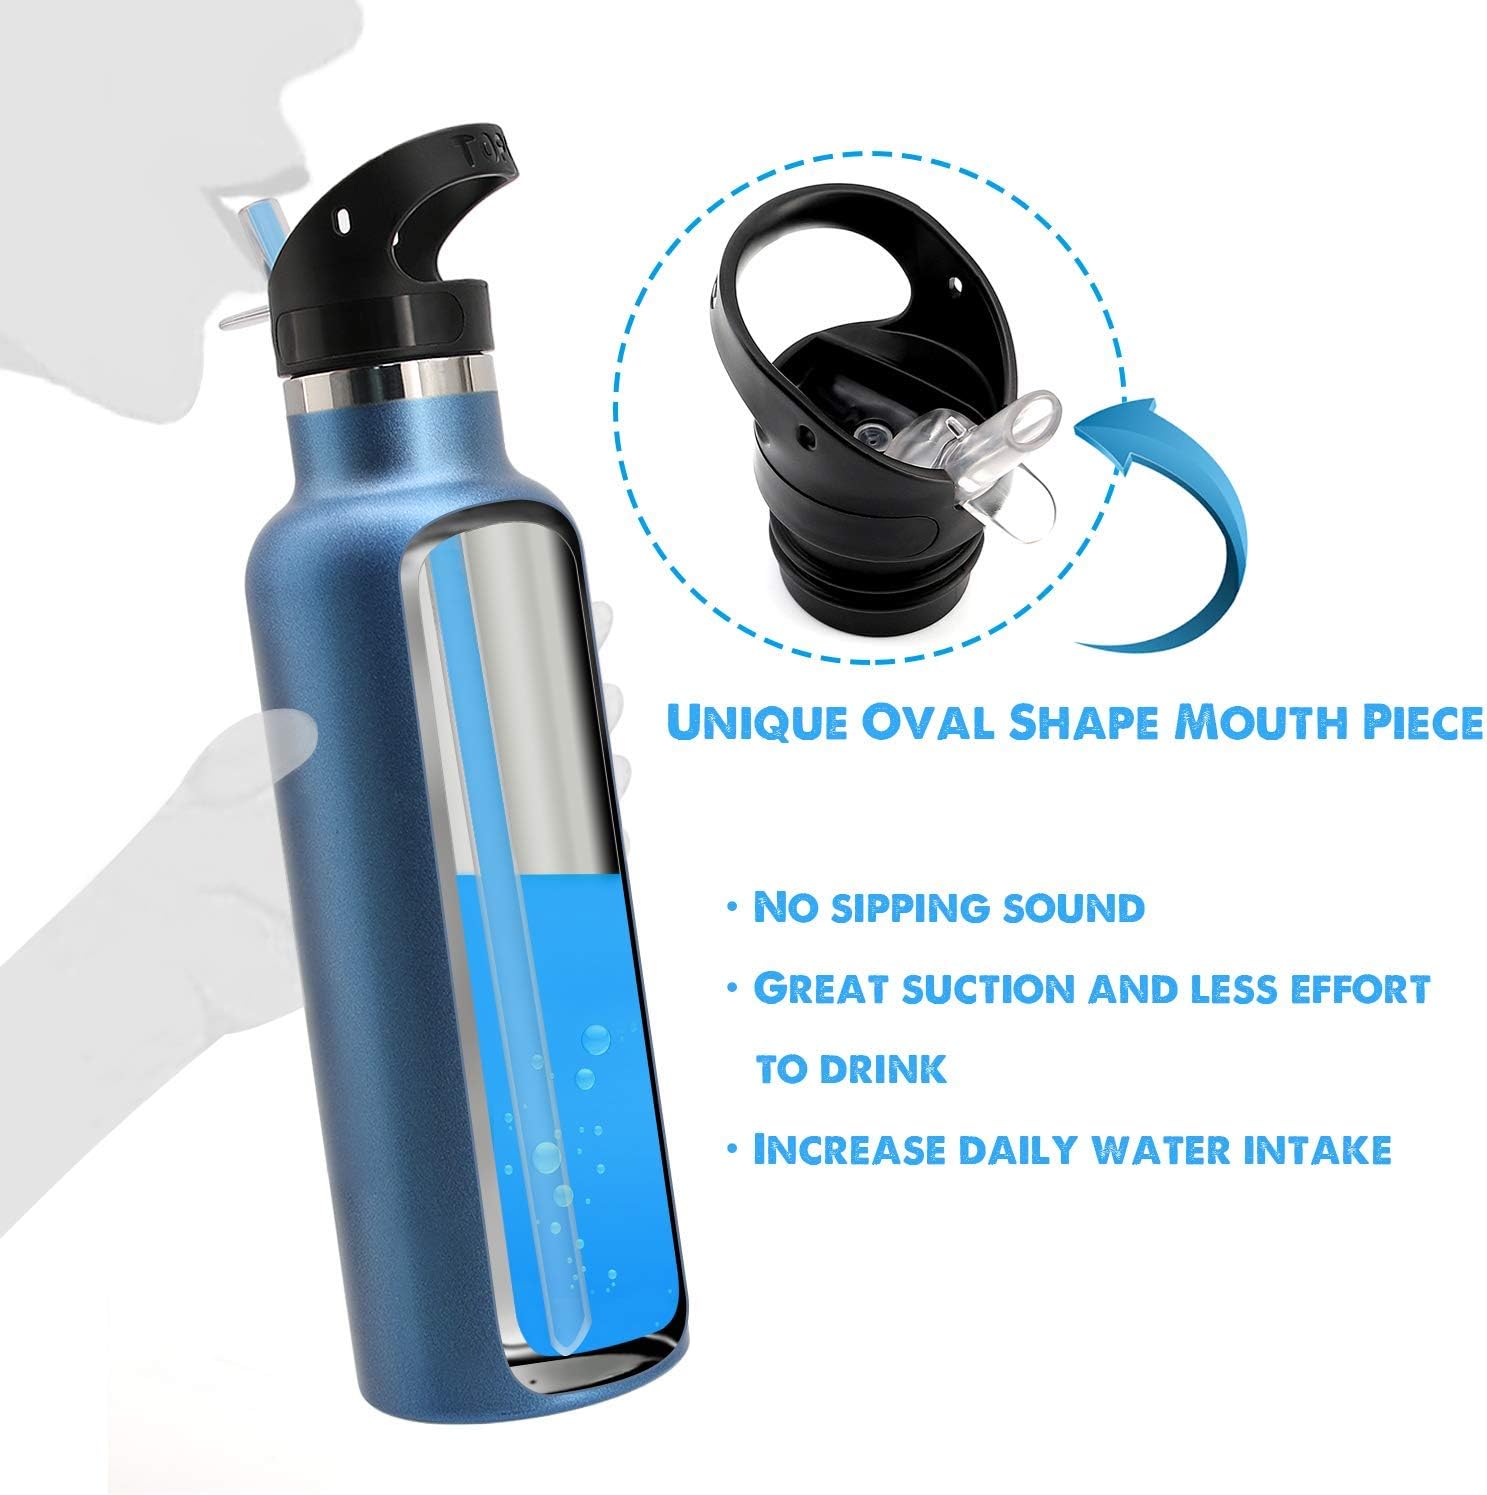 UNIQUE OVAL SHAPE MOUTH PIECE
• NO SIPPING SOUND
• GREAT SUCTION AND LESS EFFORT
TO DRINK
• INCREASE DAILY WATER INTAKE